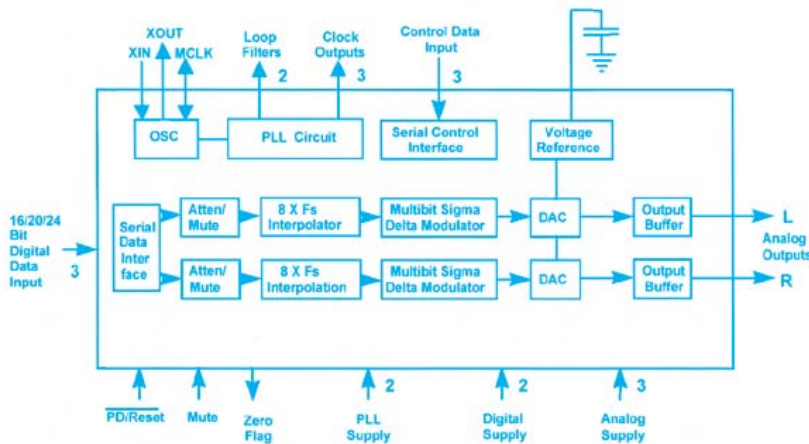 XOUT
XIN
MCLK
Loop
Filters
2
Clock
Outputs
3
Control Data
Input
3
OSC
PLL Circuit
Serial Control
Interface
Voltage
Reference
16/20/24
Bit
Digital
Data
Input
3
Serial
Data
Inter
face
Atten/
Mute
8 X Fs
Interpolator
Multibit Sigma
Delta Modulator
DAC
Output
Buffer
L
Analog
Outputs
R
Atten/
Mute
8 X Fs
Interpolation
Multibit Sigma
Delta Modulator
DAC
Output
Buffer
PD/Reset
Mute
Zero
Flag
2
PLL
Supply
2
Digital
Supply
3
Analog
Supply